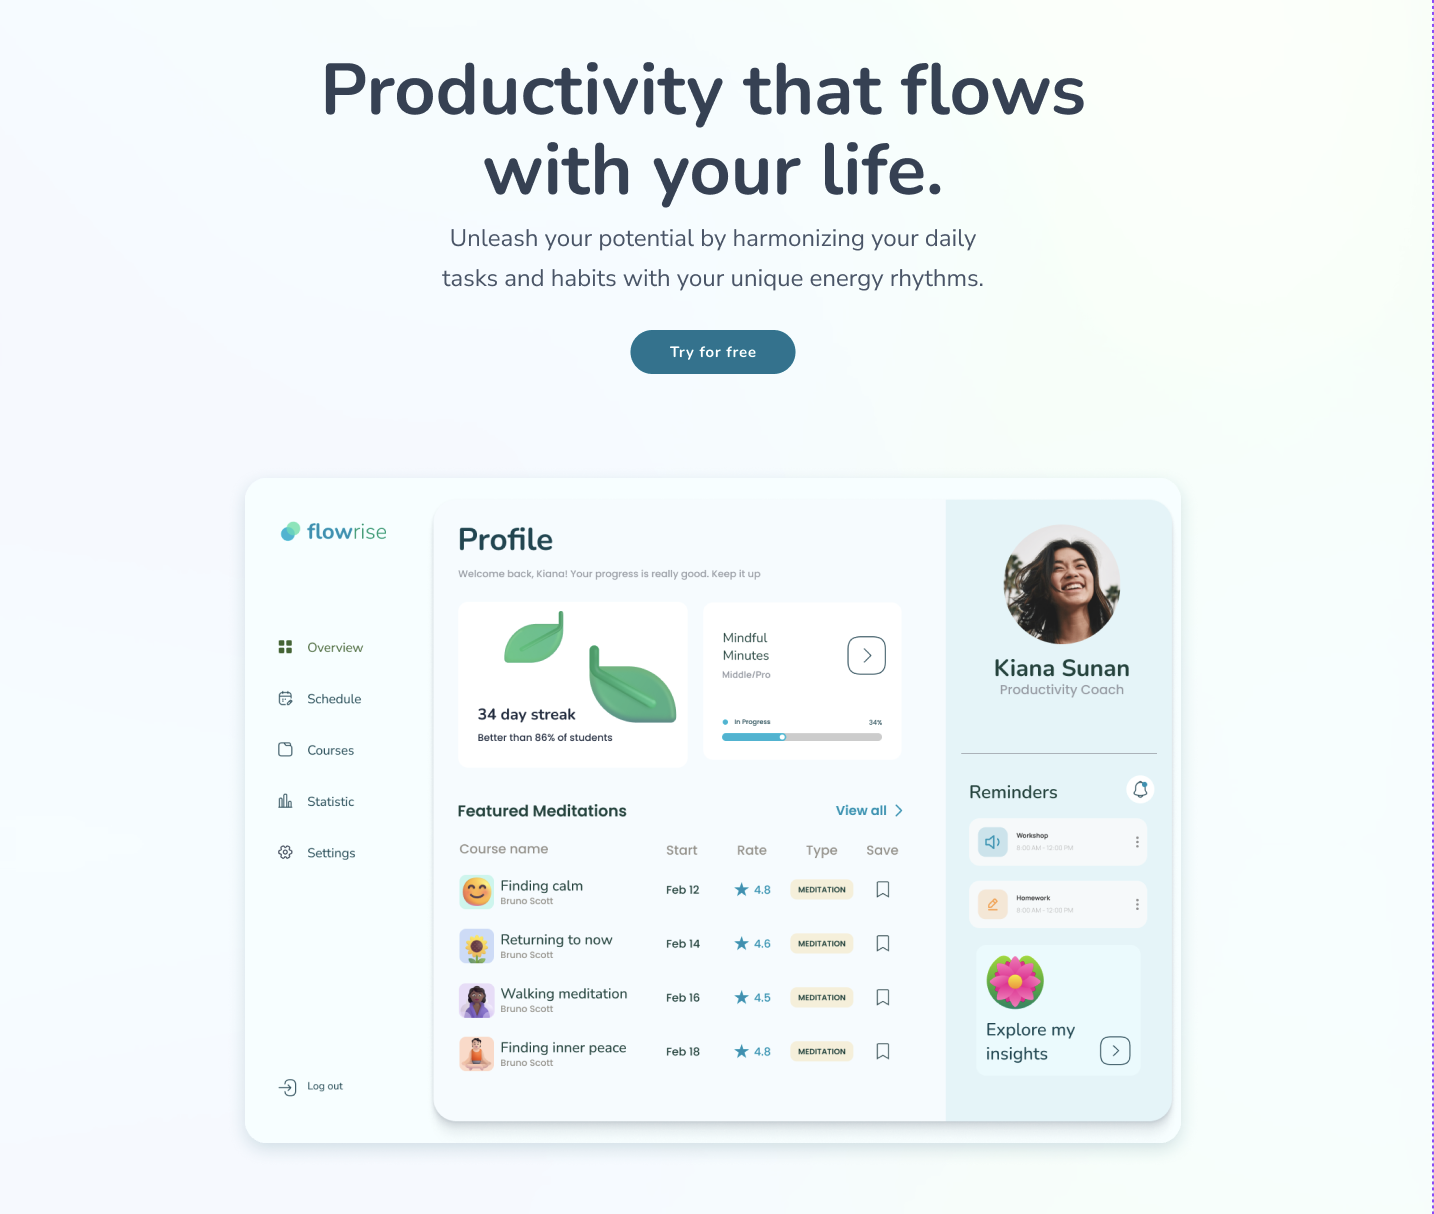 Productivity that flows
with your life.
Unleash your potential by harmonizing your daily
tasks and habits with your unique energy rhythms.
Try for free
flowrise
Overview
Schedule
Courses
Statistic
Settings
Log out
Profile
Welcome back, Kiana! Your progress is really good. Keep it up
34 day streak
Better than 86% of students
Mindful
Minutes
Middle/Pro
In Progress 34%
Featured Meditations View all
Course name Start Rate Type Save
Finding calm Feb 12 4.8 MEDITATION
Bruno Scott
Returning to now Feb 14 4.6 MEDITATION
Bruno Scott
Walking meditation Feb 16 4.5 MEDITATION
Bruno Scott
Finding inner peace Feb 18 4.8 MEDITATION
Bruno Scott
Kiana Sunan
Productivity Coach
Reminders
Workshop
8:00 AM - 12:00 PM
Homework
8:00 AM - 12:00 PM
Explore my
insights